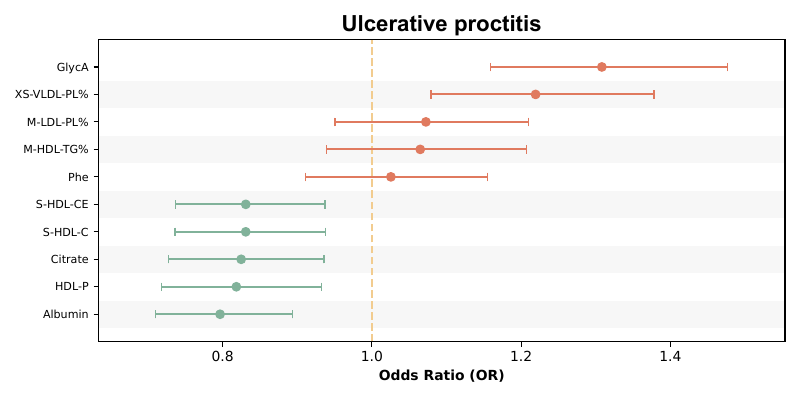 Ulcerative proctitis
GlycA
XS-VLDL-PL%
M-LDL-PL%
M-HDL-TG%
Phe
S-HDL-CE
S-HDL-C
Citrate
HDL-P
Albumin
0.8 1.0 1.2 1.4
Odds Ratio (OR)